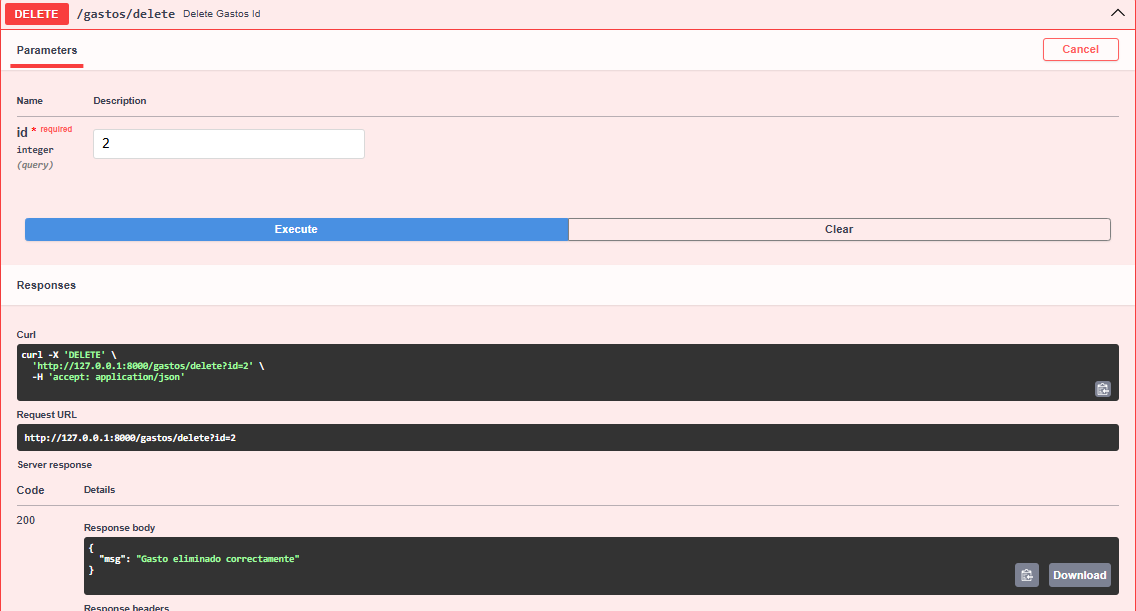 DELETE /gastos/delete Delete Gastos Id
Parameters
Cancel
Name Description
id * required
integer
(query)
2
Execute Clear
Responses
Curl
curl -X 'DELETE' \
  'http://127.0.0.1:8000/gastos/delete?id=2' \
  -H 'accept: application/json'
Request URL
http://127.0.0.1:8000/gastos/delete?id=2
Server response
Code Details
200
Response body
{
  "msg": "Gasto eliminado correctamente"
}
Download
Response headers